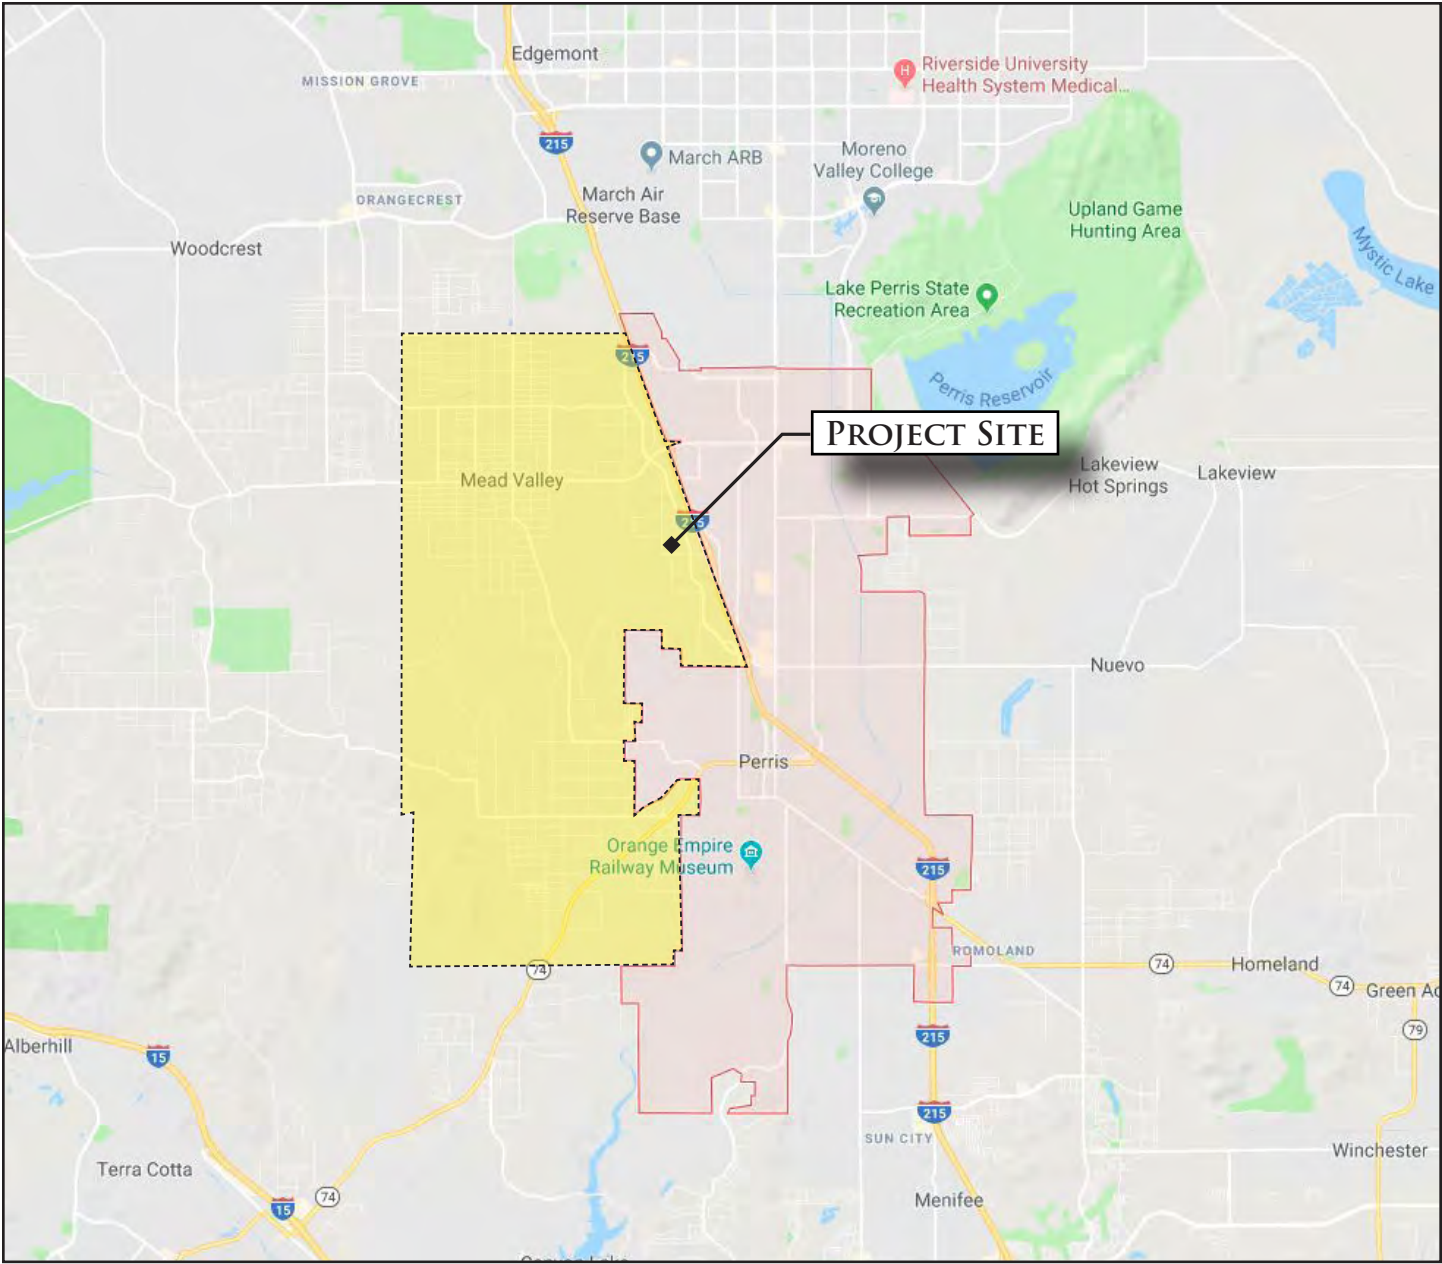 Edgemont
MISSION GROVE
Riverside University
Health System Medical...
215
March ARB
Moreno
Valley College
ORANGECREST
March Air
Reserve Base
Upland Game
Hunting Area
Woodcrest
Mystic Lake
Lake Perris State
Recreation Area
215
Perris Reservoir
PROJECT SITE
Mead Valley
Lakeview
Hot Springs
Lakeview
215
Nuevo
Perris
Orange Empire
Railway Museum
215
ROMOLAND
74
74
Homeland
74
Green Ac
79
Alberhill
15
215
215
SUN CITY
Winchester
Terra Cotta
74
15
Menifee